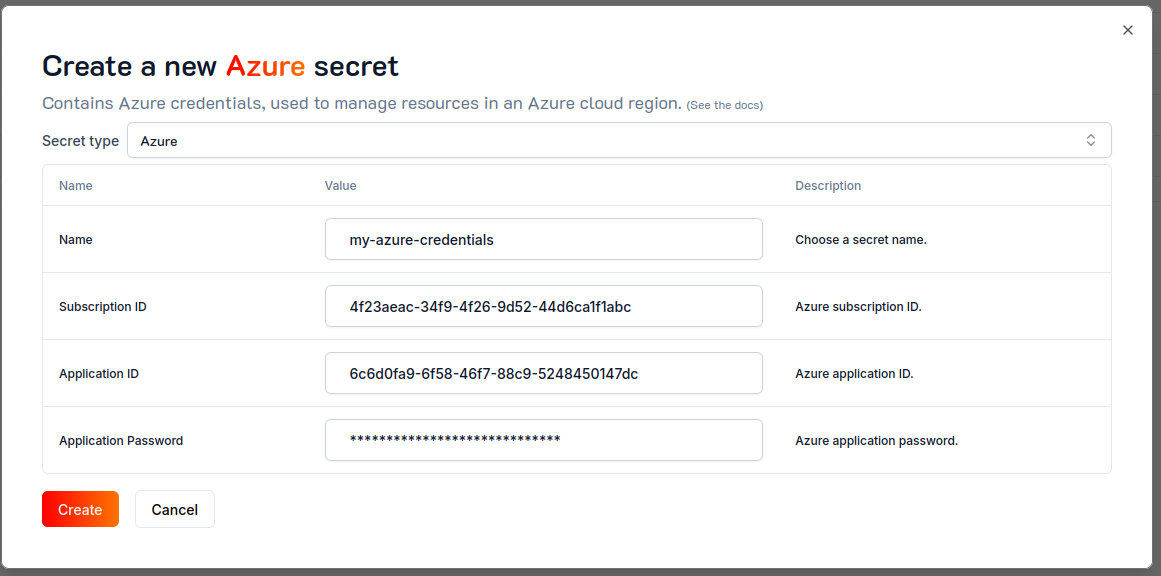 Create a new Azure secret
Contains Azure credentials, used to manage resources in an Azure cloud region. (See the docs)
Secret type Azure
Name Value Description
Name my-azure-credentials Choose a secret name.
Subscription ID 4f23aeac-34f9-4f26-9d52-44d6ca1f1abc Azure subscription ID.
Application ID 6c6d0fa9-6f58-46f7-88c9-5248450147dc Azure application ID.
Application Password ***************************** Azure application password.
Create Cancel